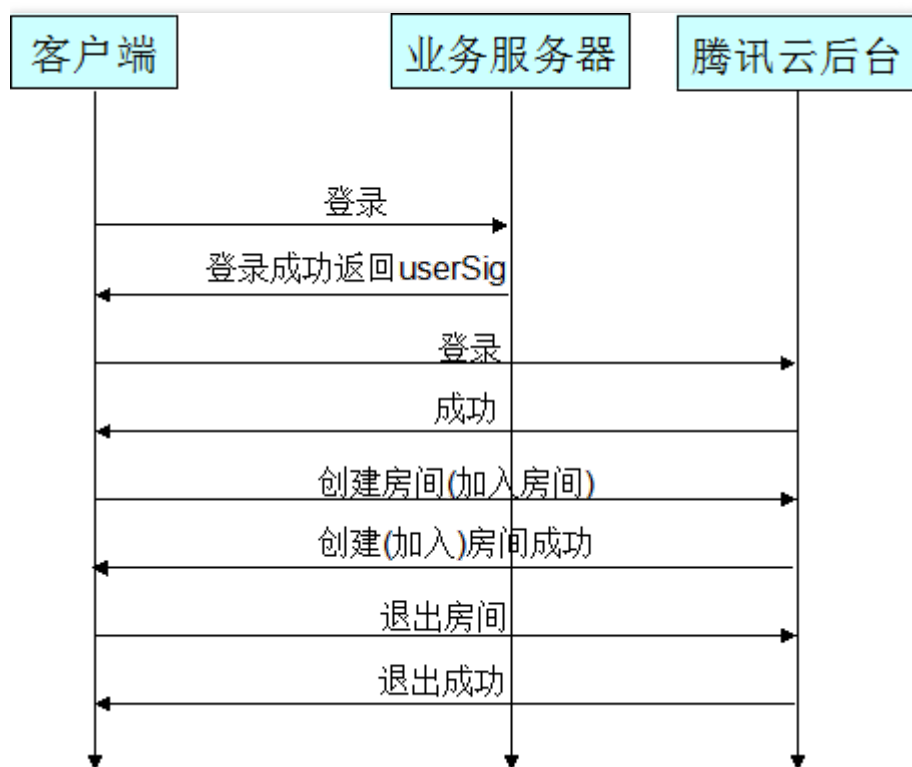 客户端
业务服务器
腾讯云后台
登录
登录成功返回userSig
登录
成功
创建房间(加入房间)
创建(加入)房间成功
退出房间
退出成功